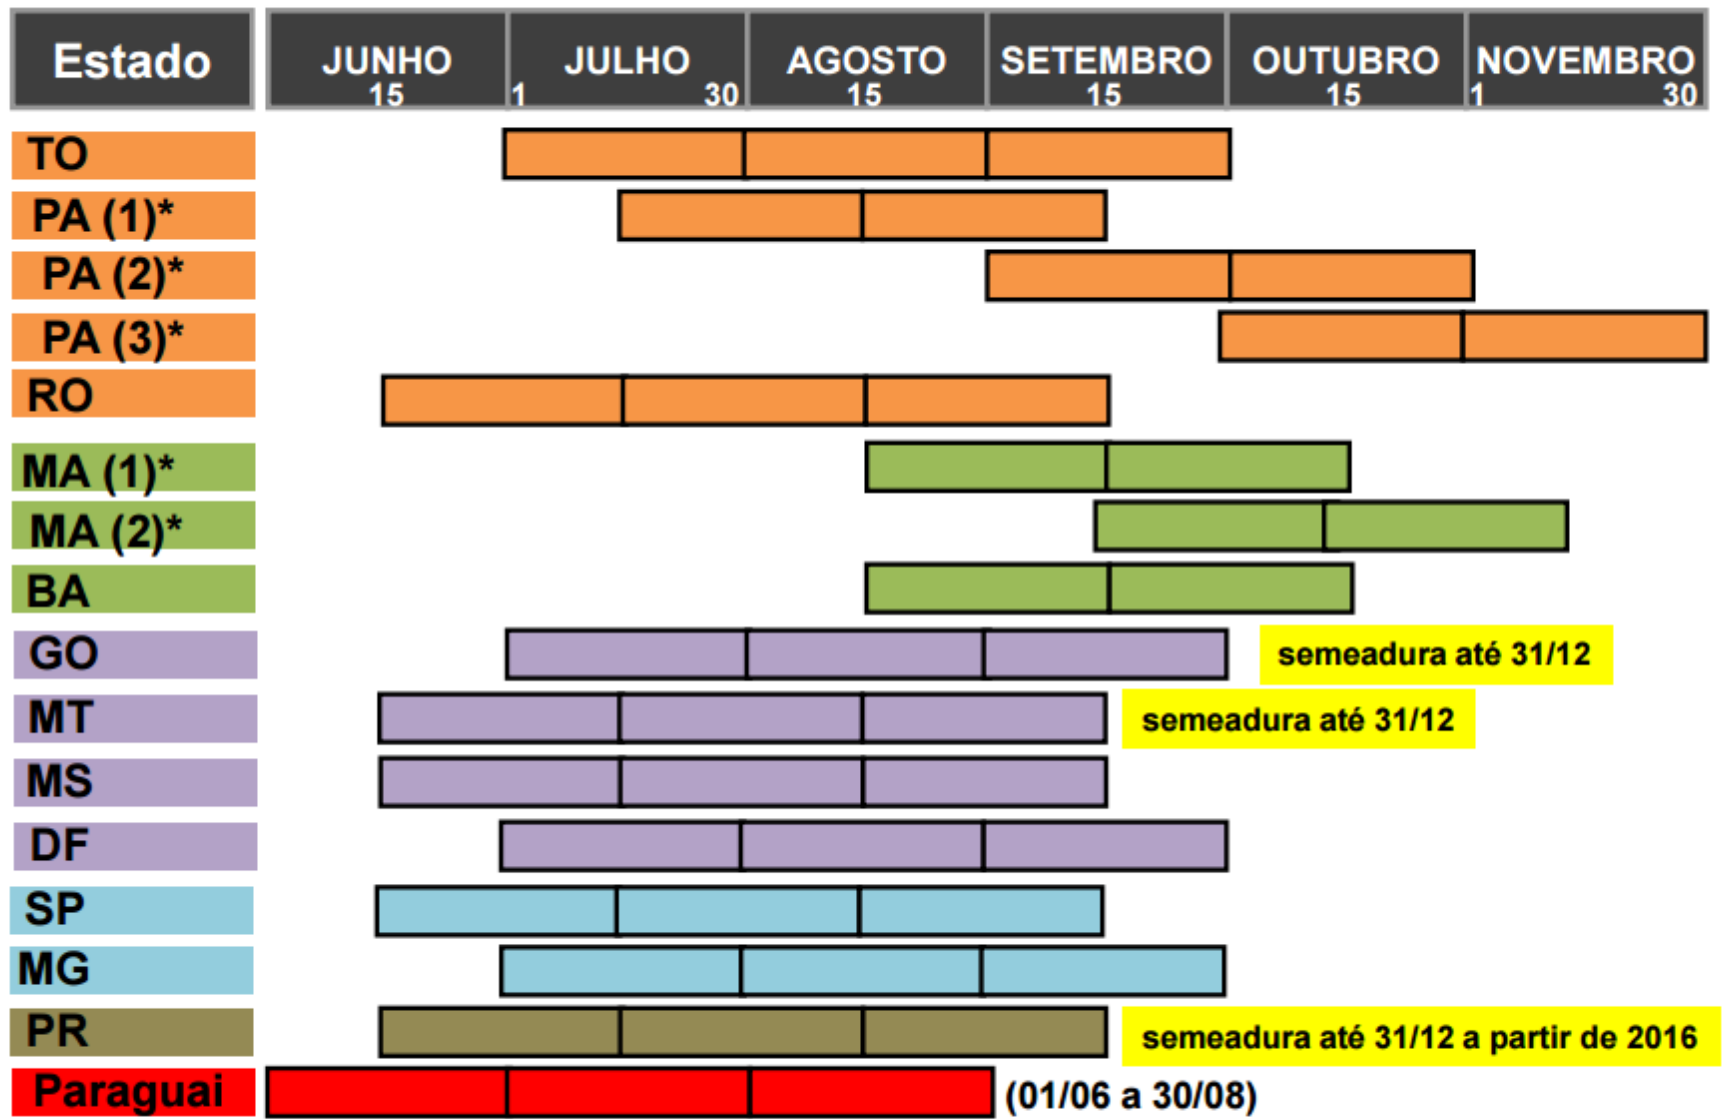 Estado JUNHO JULHO AGOSTO SETEMBRO OUTUBRO NOVEMBRO
15 1 30 15 15 15 1 30
TO
PA (1)*
PA (2)*
PA (3)*
RO
MA (1)*
MA (2)*
BA
GO semeadura até 31/12
MT semeadura até 31/12
MS
DF
SP
MG
PR semeadura até 31/12 a partir de 2016
Paraguai (01/06 a 30/08)